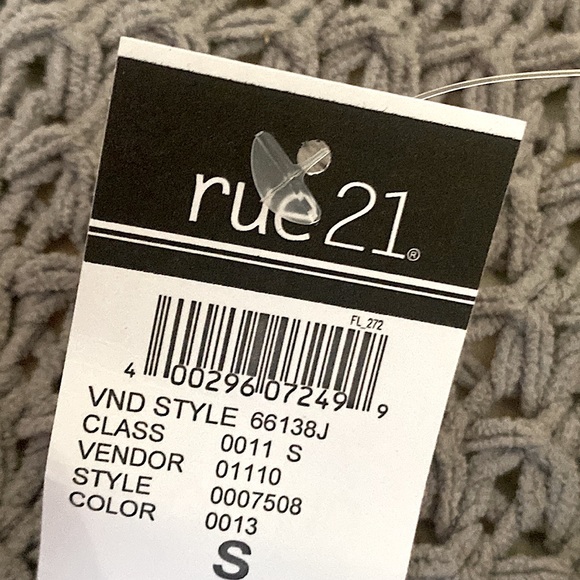 rue21®
FL_272
4 00296 07249 9
VND STYLE 66138J
CLASS 0011 S
VENDOR 01110
STYLE 0007508
COLOR 0013
S